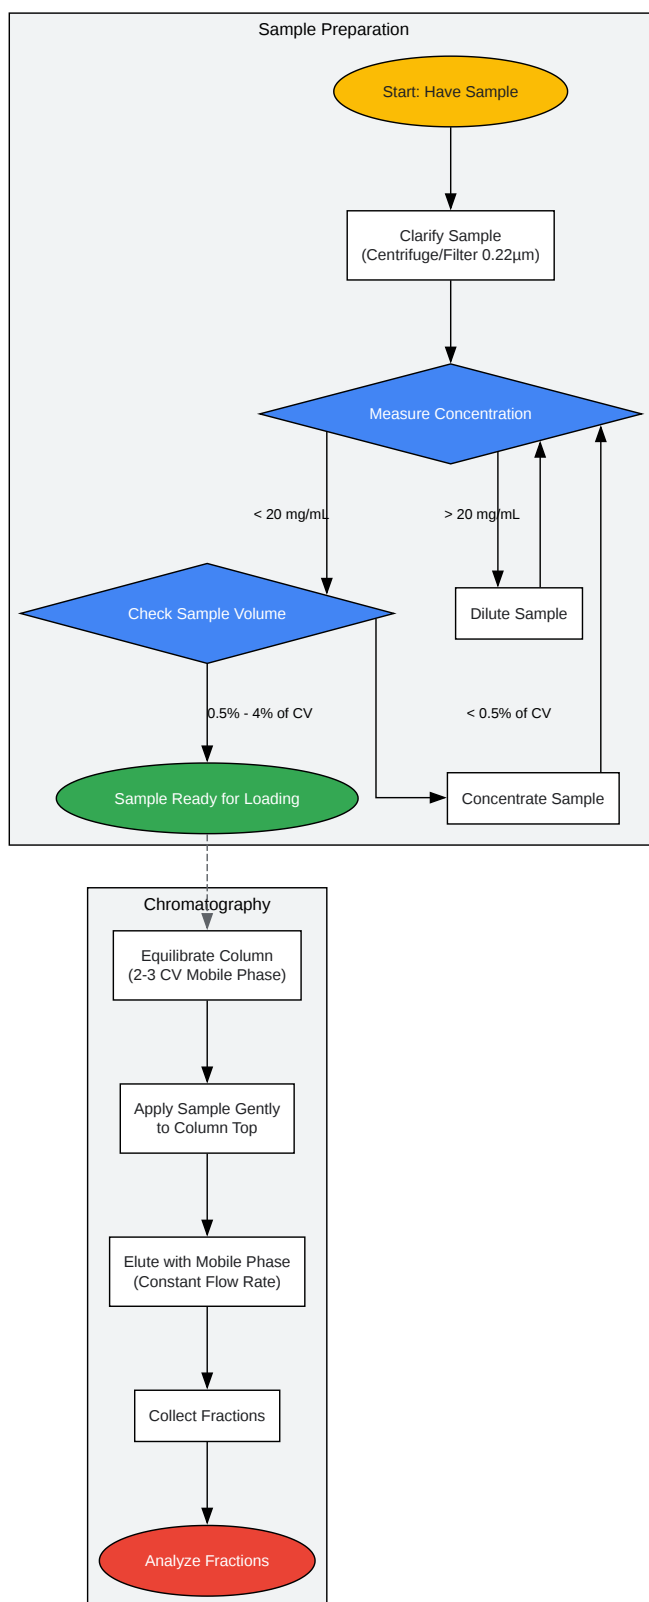 Sample Preparation
Start: Have Sample
Clarify Sample
(Centrifuge/Filter 0.22µm)
Measure Concentration
< 20 mg/mL
> 20 mg/mL
Check Sample Volume
Dilute Sample
0.5% - 4% of CV
< 0.5% of CV
Sample Ready for Loading
Concentrate Sample
Chromatography
Equilibrate Column
(2-3 CV Mobile Phase)
Apply Sample Gently
to Column Top
Elute with Mobile Phase
(Constant Flow Rate)
Collect Fractions
Analyze Fractions